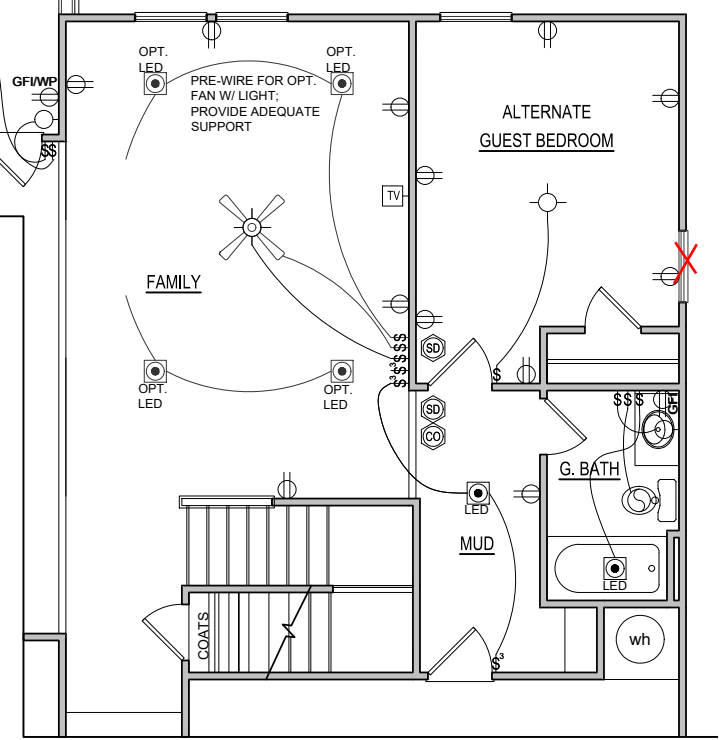 OPT.
LED
OPT.
LED
GFI/WP
PRE-WIRE FOR OPT.
FAN W/ LIGHT;
PROVIDE ADEQUATE
SUPPORT
ALTERNATE
GUEST BEDROOM
$$
TV
FAMILY
$
$
$
$³
$³
SD
$
OPT.
LED
OPT.
LED
SD
CO
$$$
GFI
G. BATH
LED
MUD
LED
COATS
wh
$³